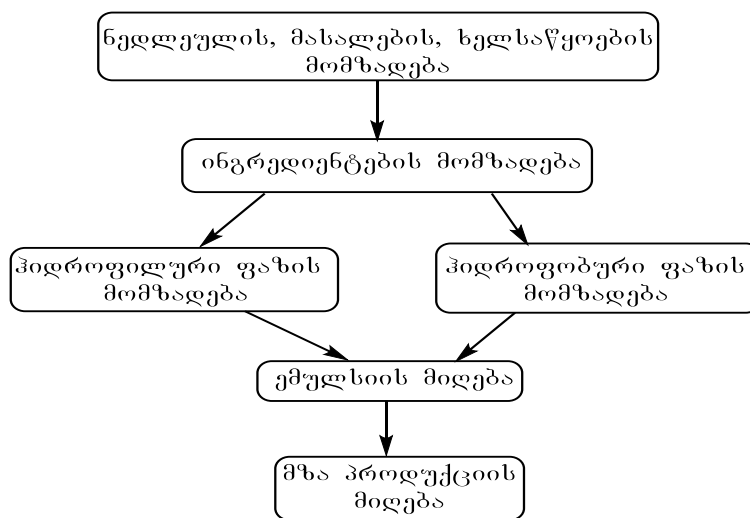 ნედლეულის, მასალების, ხელსაწყოების
მომზადება
ინგრედიენტების მომზადება
ჰიდროფილური ფაზის
მომზადება
ჰიდროფობური ფაზის
მომზადება
ემულსიის მიღება
მზა პროდუქციის
მიღება